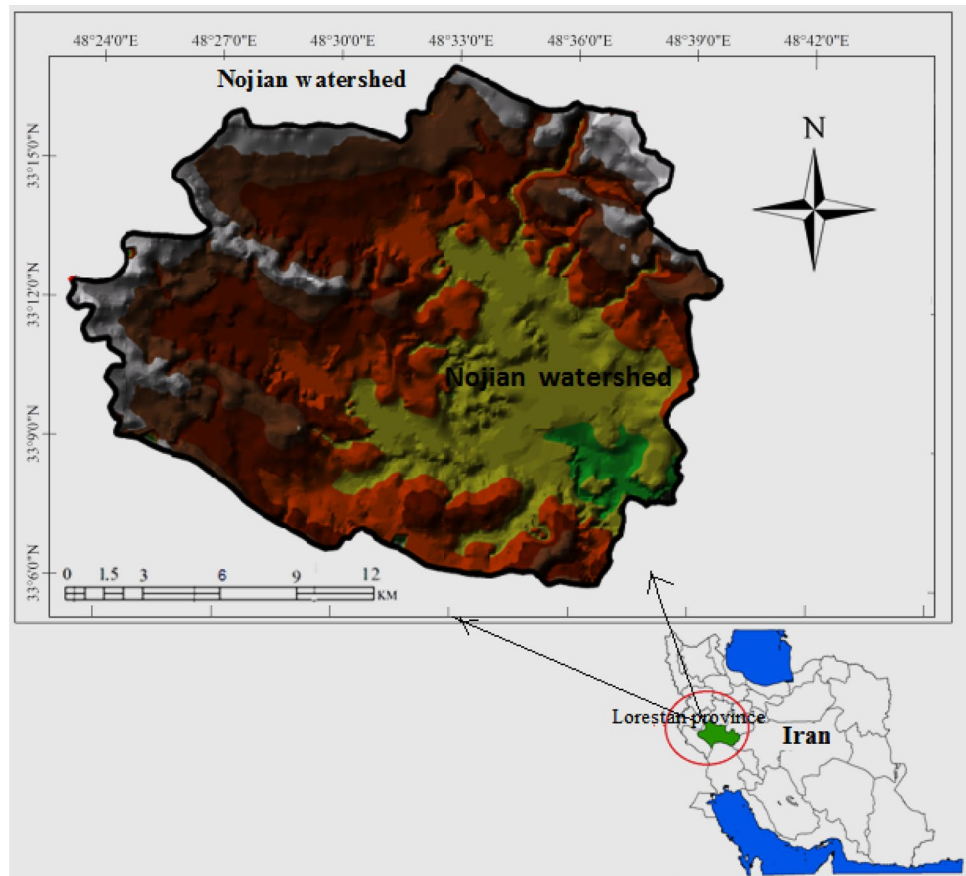 48°24'0"E 48°27'0"E 48°30'0"E 48°33'0"E 48°36'0"E 48°39'0"E 48°42'0"E
Nojian watershed
N
33°15'0"N
33°12'0"N
Nojian watershed
33°9'0"N
33°6'0"N
0 1.5 3 6 9 12
KM
Lorestan province
Iran